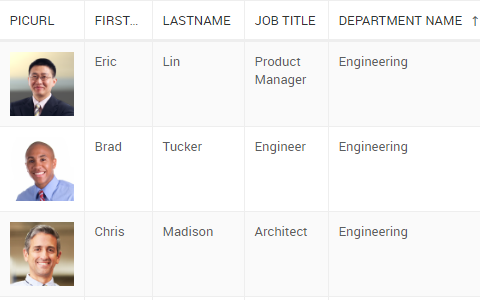 PICURL FIRST... LASTNAME JOB TITLE DEPARTMENT NAME ↑
Eric Lin Product Manager Engineering
Brad Tucker Engineer Engineering
Chris Madison Architect Engineering